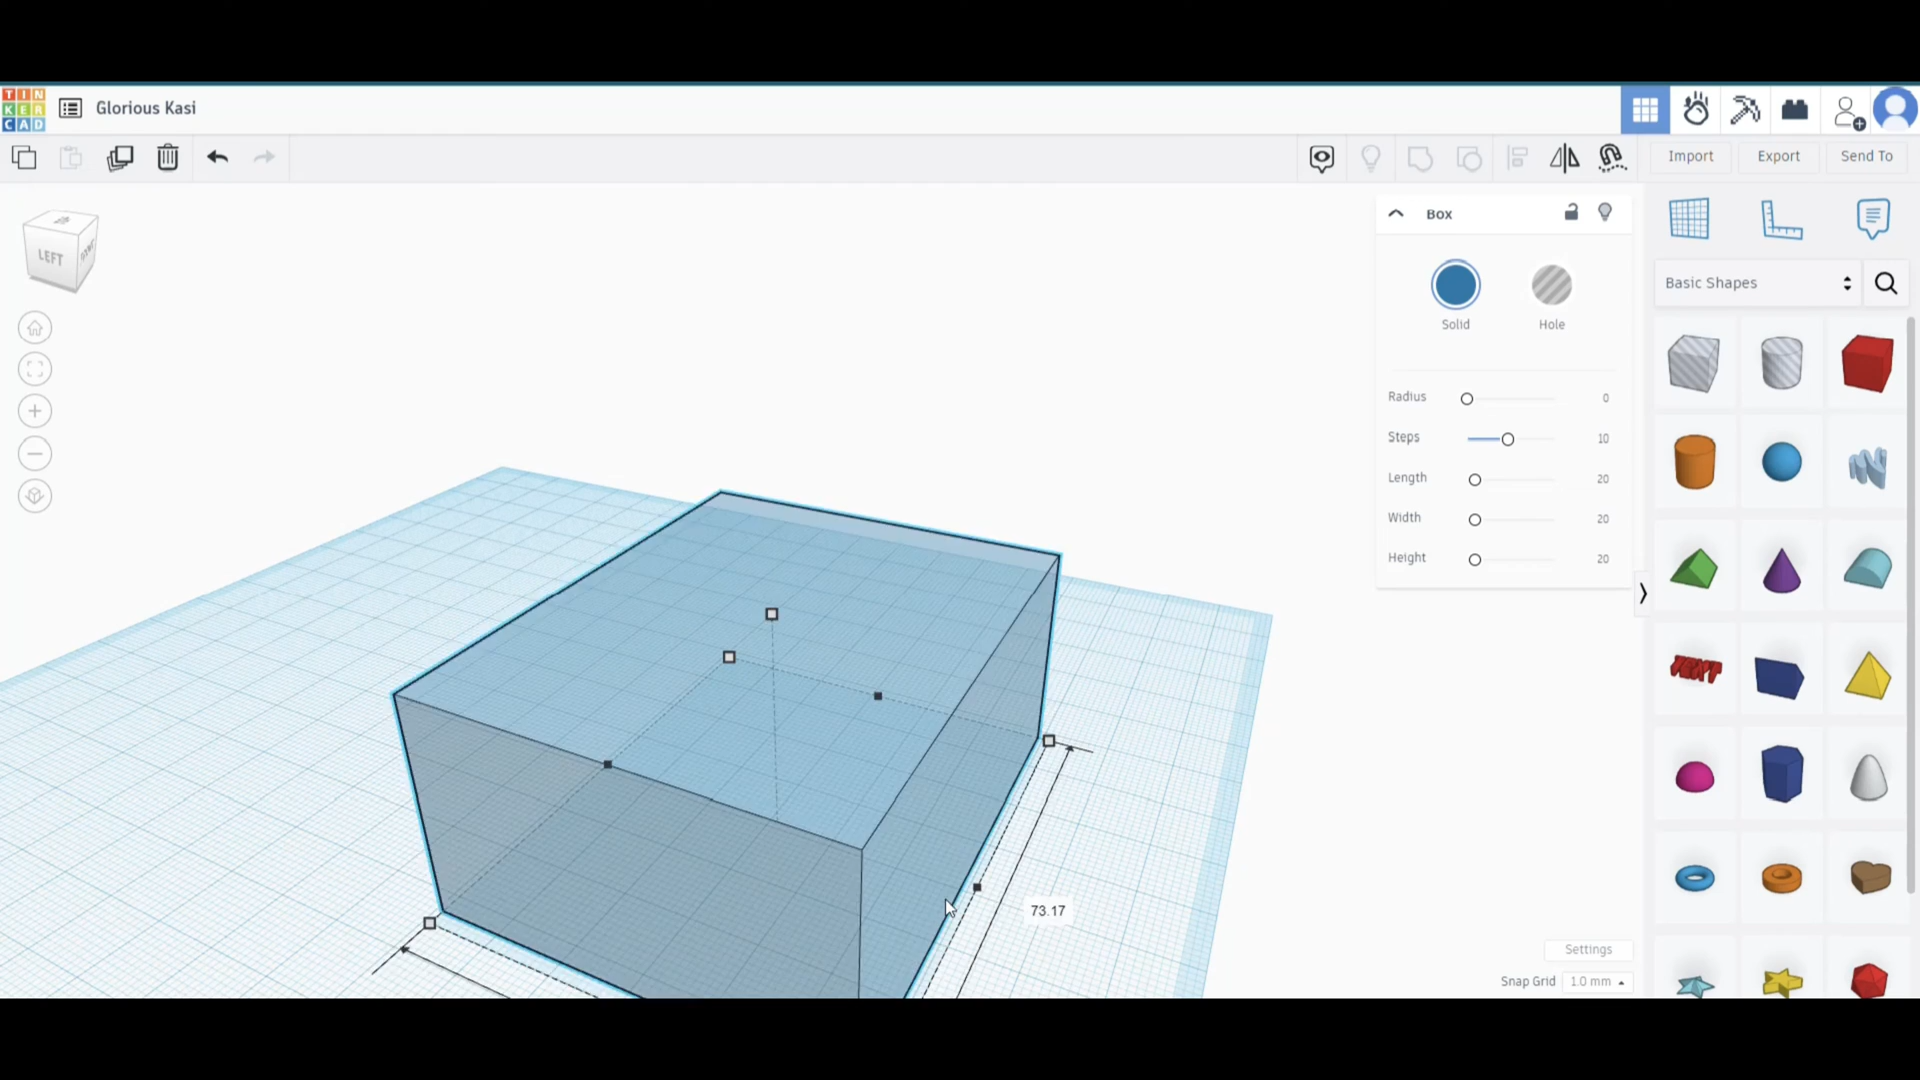 TIN
KER
CAD
Glorious Kasi
Import
Export
Send To
LEFT
Box
Solid
Hole
Radius
0
Steps
10
Length
20
Width
20
Height
20
Basic Shapes
TEXT
73.17
Settings
Snap Grid
1.0 mm